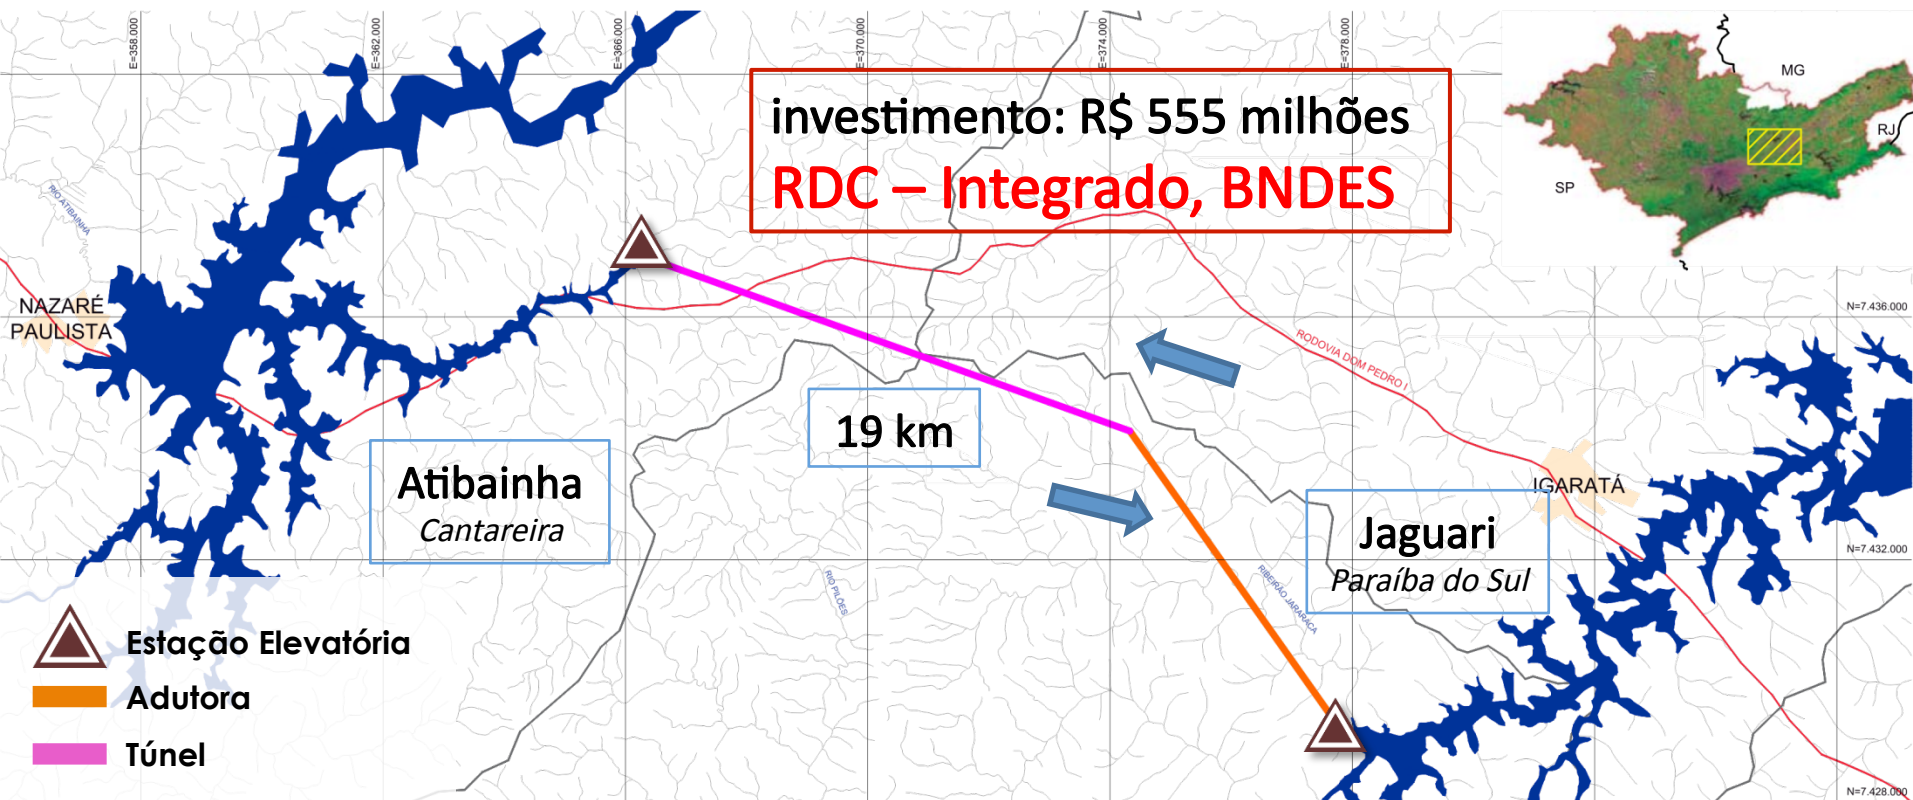 E=358.000
E=362.000
E=366.000
E=370.000
E=374.000
E=378.000
investimento: R$ 555 milhões
RDC – Integrado, BNDES
MG
RJ
SP
RIO ATIBAINHA
NAZARÉ
PAULISTA
N=7.436.000
RODOVIA DOM PEDRO I
19 km
Atibainha
Cantareira
IGARATÁ
Jaguari
Paraíba do Sul
N=7.432.000
RIO PILÕES
RIBEIRÃO JARARACA
Estação Elevatória
Adutora
Túnel
N=7.428.000